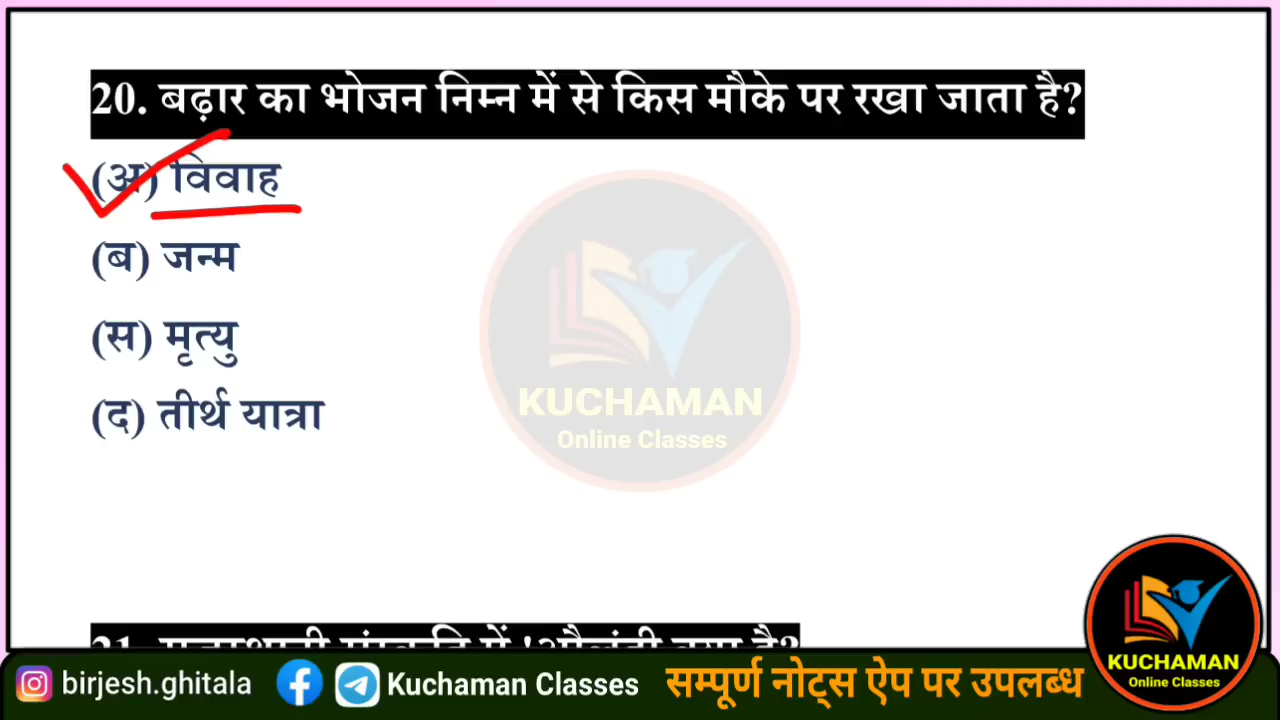 20. बढ़ार का भोजन निम्न में से किस मौके पर रखा जाता है?
(अ) विवाह
(ब) जन्म
(स) मृत्यु
(द) तीर्थ यात्रा
KUCHAMAN
Online Classes
KUCHAMAN
Online Classes
birjesh.ghitala
Kuchaman Classes
सम्पूर्ण नोट्स ऐप पर उपलब्ध